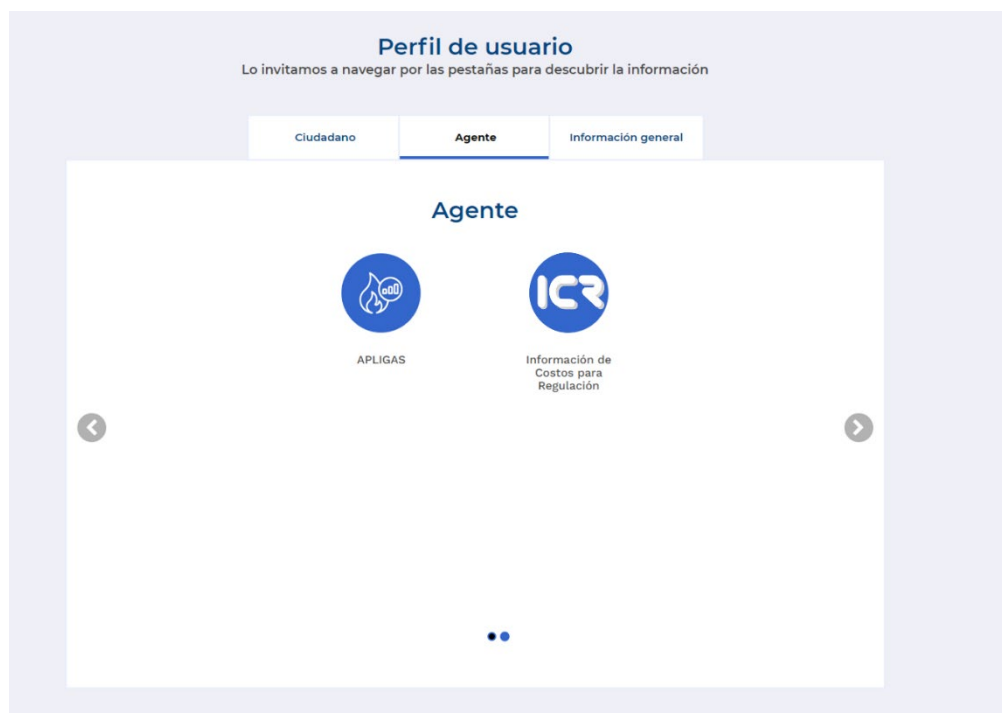 Perfil de usuario
Lo invitamos a navegar por las pestañas para descubrir la información
Ciudadano
Agente
Información general
Agente
ICR
APLIGAS
Información de
Costos para
Regulación